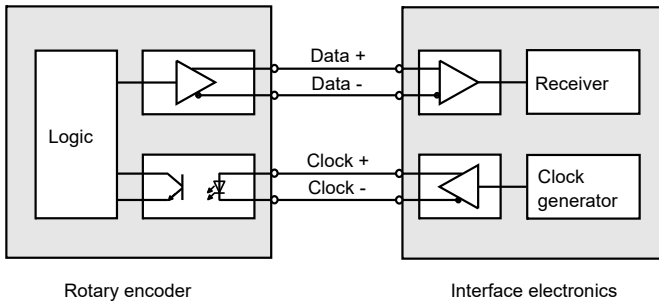 Data +
Data -
Logic
Receiver
Clock +
Clock -
Clock
generator
Rotary encoder
Interface electronics